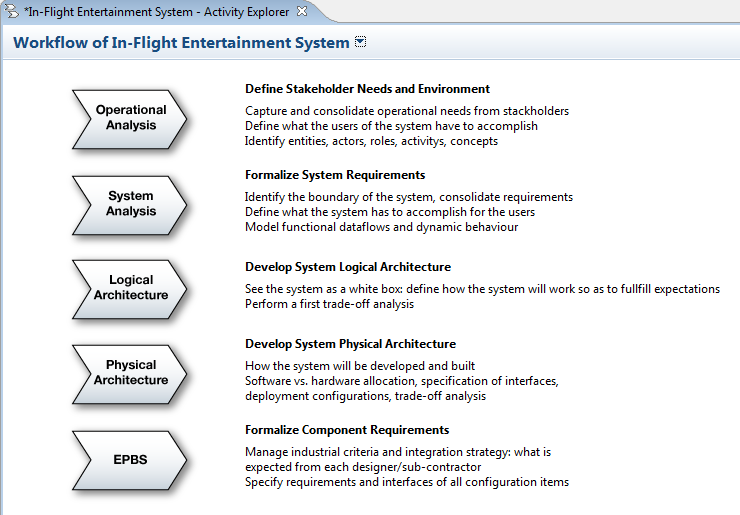 *In-Flight Entertainment System - Activity Explorer
Workflow of In-Flight Entertainment System
Operational
Analysis
Define Stakeholder Needs and Environment
Capture and consolidate operational needs from stackholders
Define what the users of the system have to accomplish
Identify entities, actors, roles, activitys, concepts
System
Analysis
Formalize System Requirements
Identify the boundary of the system, consolidate requirements
Define what the system has to accomplish for the users
Model functional dataflows and dynamic behaviour
Logical
Architecture
Develop System Logical Architecture
See the system as a white box: define how the system will work so as to fullfill expectations
Perform a first trade-off analysis
Physical
Architecture
Develop System Physical Architecture
How the system will be developed and built
Software vs. hardware allocation, specification of interfaces,
deployment configurations, trade-off analysis
EPBS
Formalize Component Requirements
Manage industrial criteria and integration strategy: what is
expected from each designer/sub-contractor
Specify requirements and interfaces of all configuration items